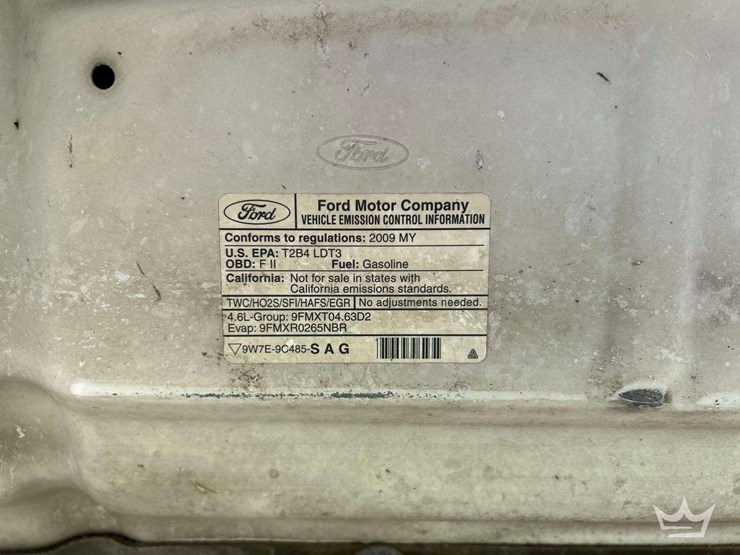 Ford
Ford
Ford Motor Company
VEHICLE EMISSION CONTROL INFORMATION
Conforms to regulations: 2009 MY
U.S. EPA: T2B4 LDT3
OBD: F II Fuel: Gasoline
California: Not for sale in states with
California emissions standards.
TWC/HO2S/SFI/HAFS/EGR No adjustments needed.
4.6L-Group: 9FMXT04.63D2
Evap: 9FMXR0265NBR
9W7E-9C485-S A G